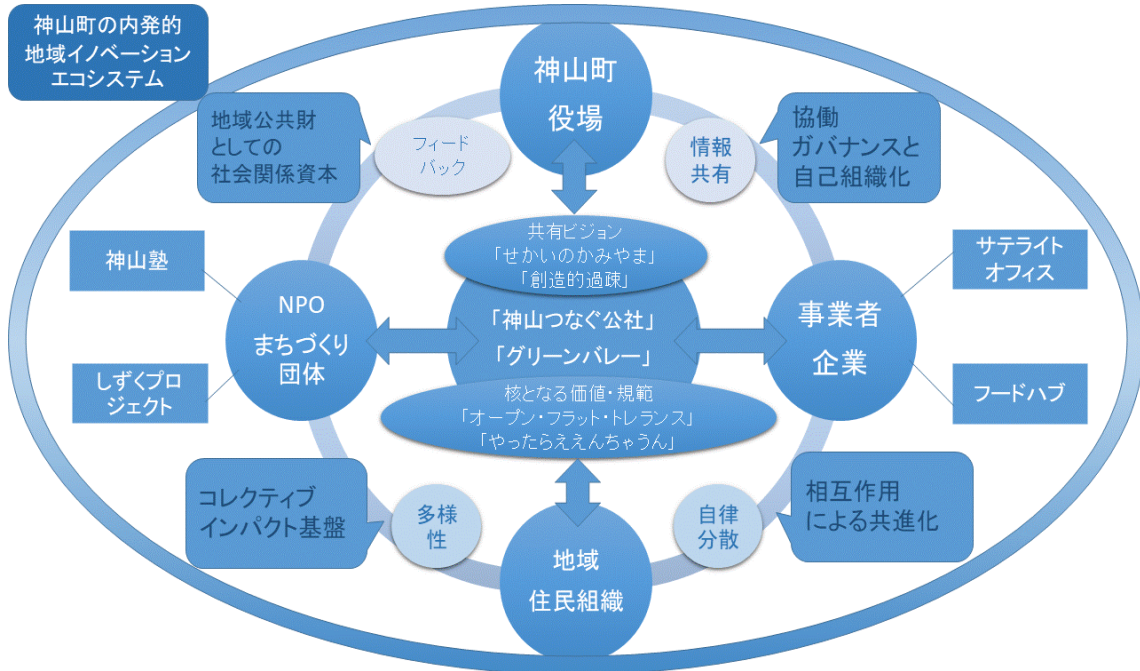 神山町の内発的
地域イノベーション
エコシステム
神山町
役場
地域公共財
としての
社会関係資本
フィード
バック
情報
共有
協働
ガバナンスと
自己組織化
共有ビジョン
「せかいのかみやま」
「創造的過疎」
神山塾
サテライト
オフィス
NPO
まちづくり
団体
「神山つなぐ公社」
「グリーンバレー」
事業者
企業
しずくプロ
ジェクト
フードハブ
核となる価値・規範
「オープン・フラット・トレランス」
「やったらええんちゃうん」
コレクティブ
インパクト基盤
多様
性
自律
分散
相互作用
による共進化
地域
住民組織